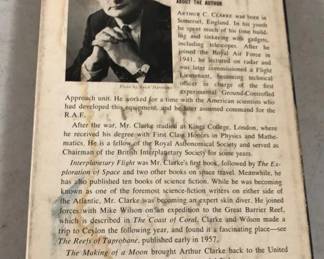 ABOUT THE AUTHOR
ARTHUR C. CLARKE was born in
Somerset, England. In his youth
he spent much of his time build-
ing and tinkering with gadgets,
including telescopes. After he
joined the Royal Air Force in
1941, he lectured on radar and
was later commissioned a Flight
Lieutenant, becoming technical
officer in charge of the first
experimental Ground-Controlled
Photo by
Approach unit. He worked for a time with the American scientists who
had developed this equipment, and he later assumed command for the
R.A.F.
After the war, Mr. Clarke studied at Kings College, London, where
he received his degree with First Class Honors in Physics and Mathe-
matics. He is a fellow of the Royal Astronomical Society and served as
Chairman of the British Interplanetary Society for some years.
Interplanetary Flight was Mr. Clarke's first book, followed by The Ex-
ploration of Space and two other books on space travel. Meanwhile, he
has also published ten books of science fiction. While he was becoming
known as one of the foremost science-fiction writers on either side of
the Atlantic, Mr. Clarke was becoming an expert skin diver. He joined
forces with Mike Wilson on an expedition to the Great Barrier Reef,
which is described in The Coast of Coral. Clarke and Wilson made a
trip to Ceylon the following year, and found it a fascinating place—see
The Reefs of Taprobane, published early in 1957.
The Making of a Moon brought Arthur Clarke back to the United